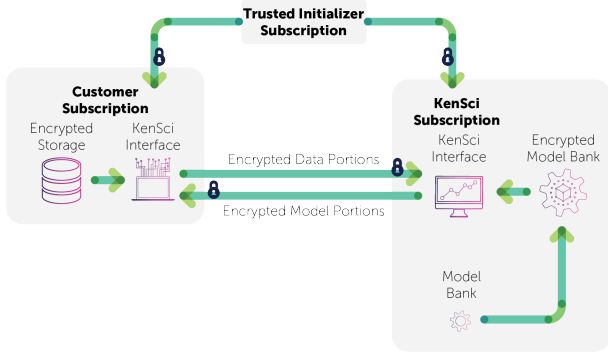 Trusted Initializer
Subscription
Customer
Subscription
Encrypted
Storage
KenSci
Interface
Encrypted Data Portions
Encrypted Model Portions
KenSci
Subscription
KenSci
Interface
Encrypted
Model Bank
Model
Bank